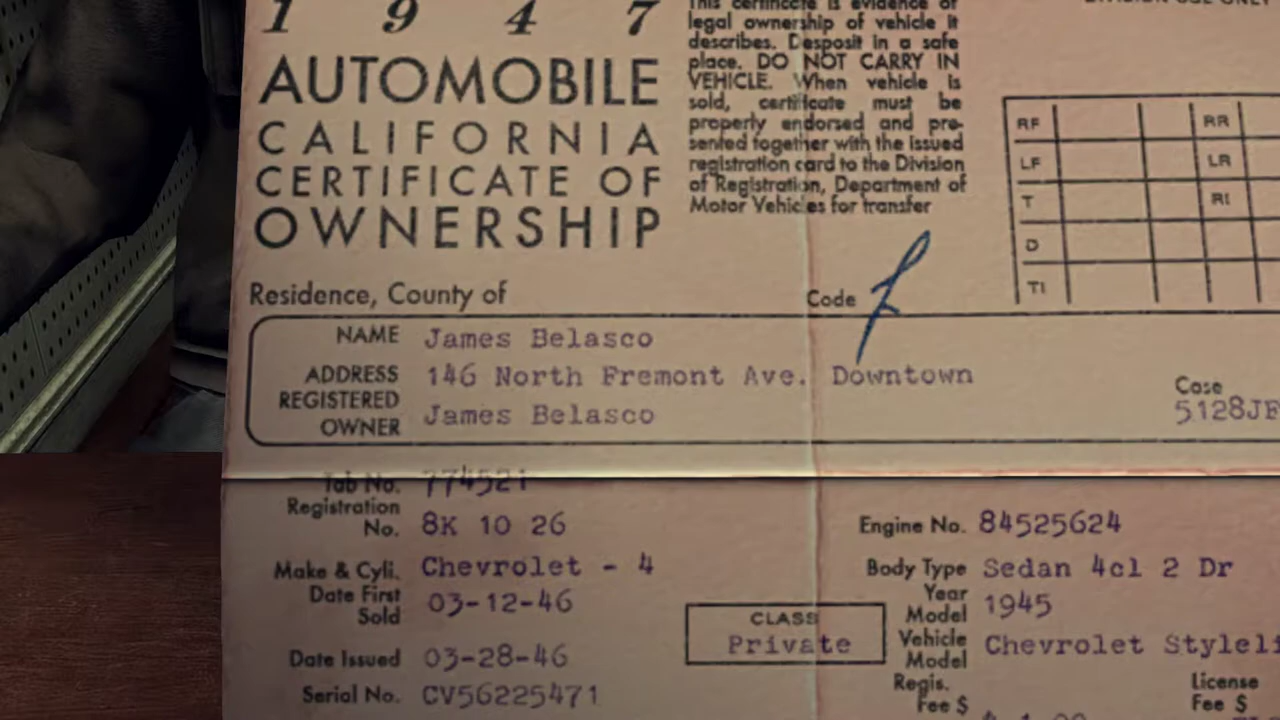 1 9 4 7
AUTOMOBILE
CALIFORNIA
CERTIFICATE OF
OWNERSHIP
This certificate is evidence of
legal ownership of vehicle it
describes. Desposit in a safe
place. DO NOT CARRY IN
VEHICLE. When vehicle is
sold, certificate must be
properly endorsed and pre-
sented together with the issued
registration card to the Division
of Registration, Department of
Motor Vehicles for transfer
DIVISION USE ONLY
RF RR
LF LR
T RI
D
TI
Residence, County of
Code
NAME James Belasco
ADDRESS 146 North Fremont Ave. Downtown
REGISTERED
OWNER James Belasco
Case
5128JF
Tab No. 774521
Registration
No. 8K 10 26
Engine No. 84525624
Make & Cyli. Chevrolet - 4
Body Type Sedan 4cl 2 Dr
Date First
Sold 03-12-46
Year
Model 1945
CLASS
Private
Vehicle
Model Chevrolet Styleli
Date Issued 03-28-46
Serial No. CV56225471
Regis.
Fee $
License
Fee $